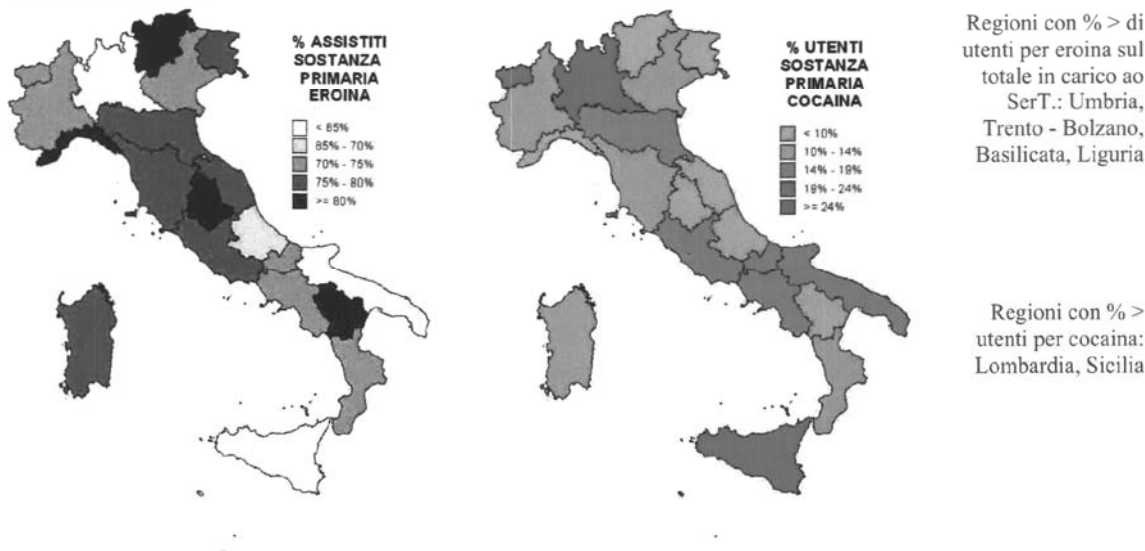 % ASSISTITI
SOSTANZA
PRIMARIA
EROINA
< 65%
65% - 70%
70% - 75%
75% - 80%
>= 80%
% UTENTI
SOSTANZA
PRIMARIA
COCAINA
< 10%
10% - 14%
14% - 19%
19% - 24%
>= 24%
Regioni con % > di
utenti per eroina sul
totale in carico ao
SerT.: Umbria,
Trento - Bolzano,
Basilicata, Liguria
Regioni con % >
utenti per cocaina:
Lombardia, Sicilia